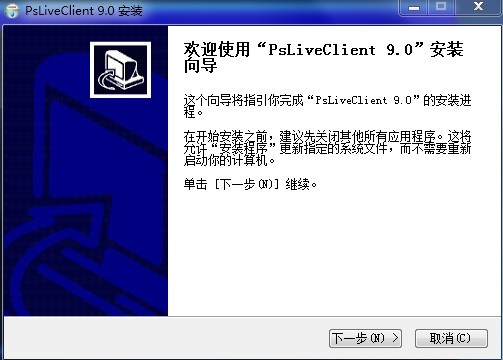 PsLiveClient 9.0 安装
欢迎使用“PsLiveClient 9.0”安装
向导
这个向导将指引你完成“PsLiveClient 9.0”的安装进
程。
在开始安装之前，建议先关闭其他所有应用程序。这将
允许“安装程序”更新指定的系统文件，而不需要重新
启动你的计算机。
单击 [下一步(N)] 继续。
下一步(N) >
取消(C)